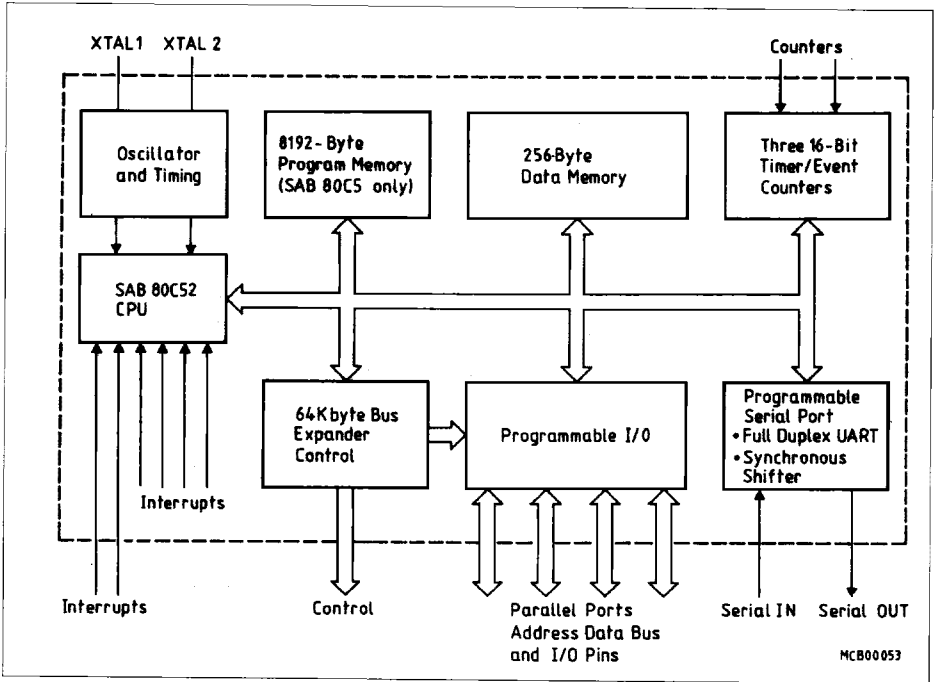 XTAL1 XTAL 2
Counters
Oscillator
and Timing
8192-Byte
Program Memory
(SAB 80C5 only)
256-Byte
Data Memory
Three 16-Bit
Timer/Event
Counters
SAB 80C52
CPU
64K byte Bus
Expander
Control
Programmable I/O
Programmable
Serial Port
• Full Duplex UART
• Synchronous
Shifter
Interrupts
Interrupts
Control
Parallel Ports
Address Data Bus
and I/O Pins
Serial IN
Serial OUT
MCB00053